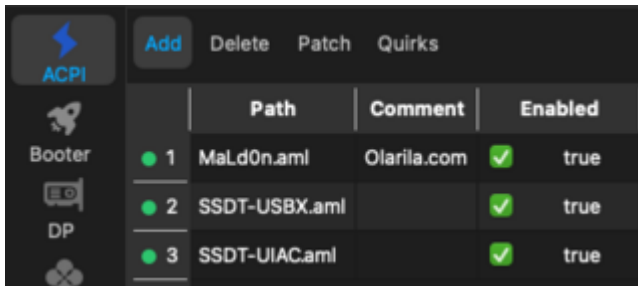 ACPI
Booter
DP
Add Delete Patch Quirks
Path Comment Enabled
1 MaLd0n.aml Olarila.com true
2 SSDT-USBX.aml true
3 SSDT-UIAC.aml true